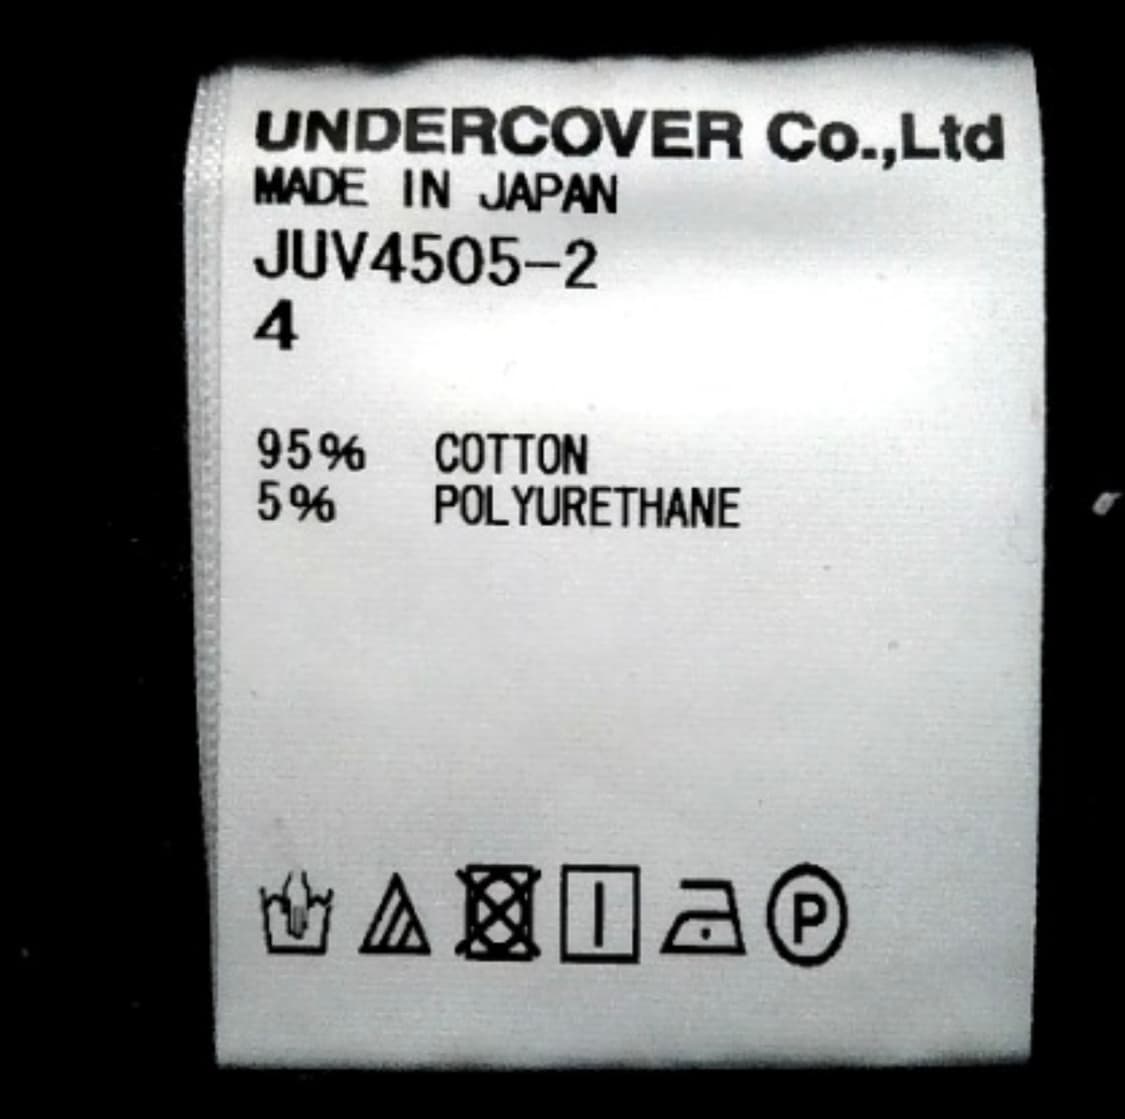 UNDERCOVER Co.,Ltd
MADE IN JAPAN
JUV4505-2
4
95% COTTON
5% POLYURETHANE
P